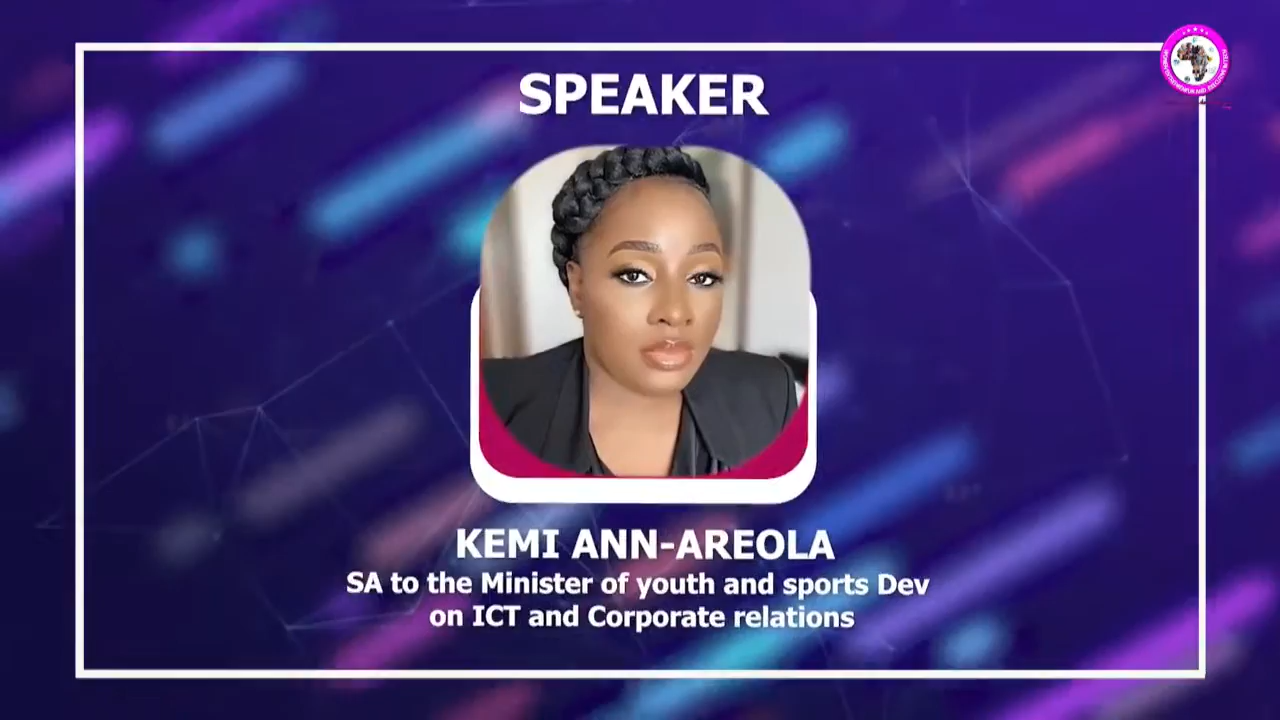 SPEAKER
KEMI ANN-AREOLA
SA to the Minister of youth and sports Dev
on ICT and Corporate relations